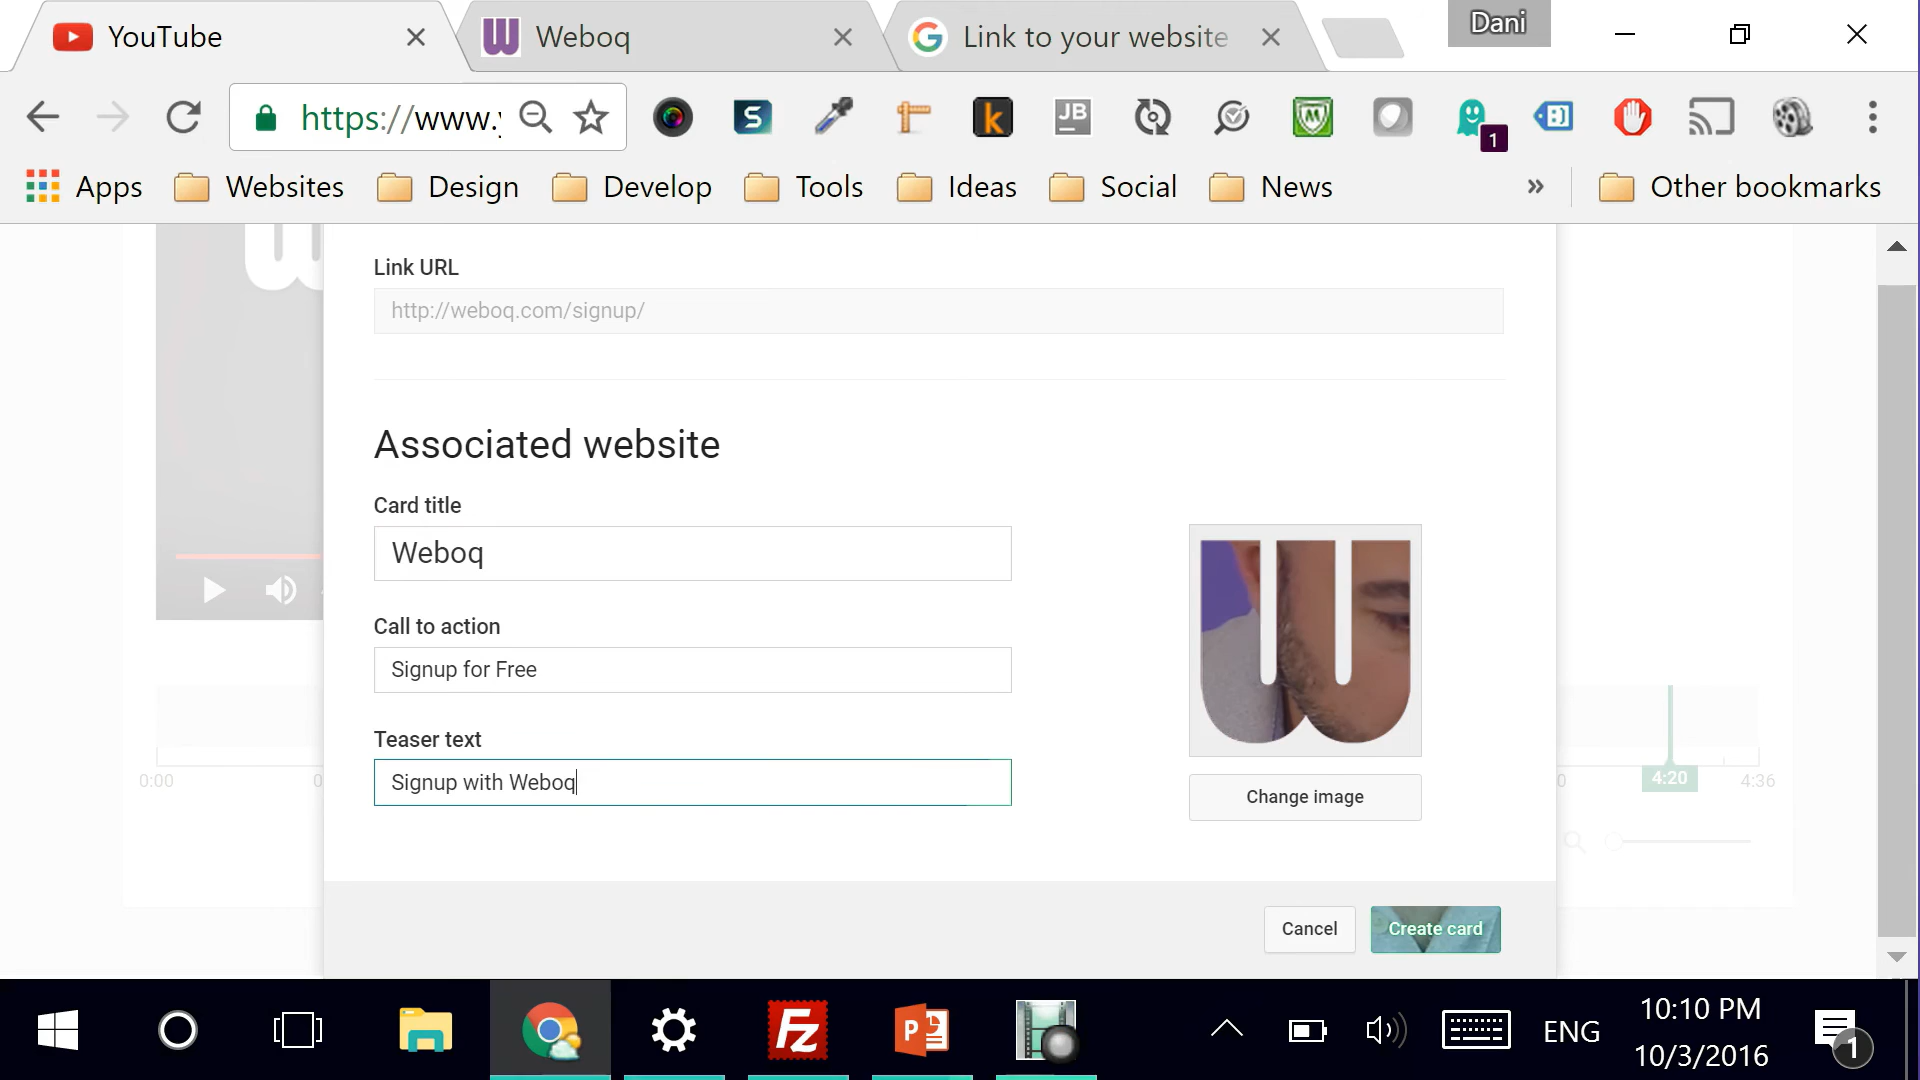 YouTube
Weboq
Link to your website
Dani
https://www.y
JB
1
Apps
Websites
Design
Develop
Tools
Ideas
Social
News
»
Other bookmarks
Link URL
http://weboq.com/signup/
Associated website
Card title
Weboq
Call to action
Signup for Free
Teaser text
Signup with Weboq
Change image
0:00
4:20
4:36
Cancel
Create card
ENG
10:10 PM
10/3/2016
1